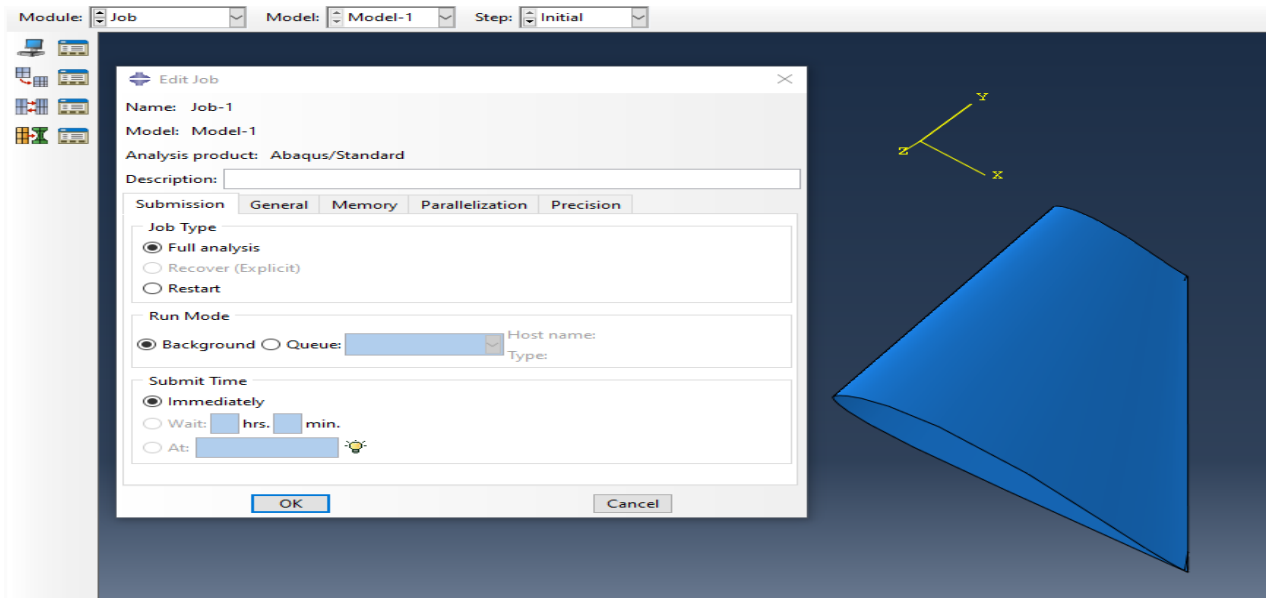 Module: Job Model: Model-1 Step: Initial
Edit Job
Name: Job-1
Model: Model-1
Analysis product: Abaqus/Standard
Description:
Submission General Memory Parallelization Precision
Job Type
Full analysis
Recover (Explicit)
Restart
Run Mode
Background Queue: Host name:
Type:
Submit Time
Immediately
Wait: hrs. min.
At:
OK Cancel
Y
Z
X